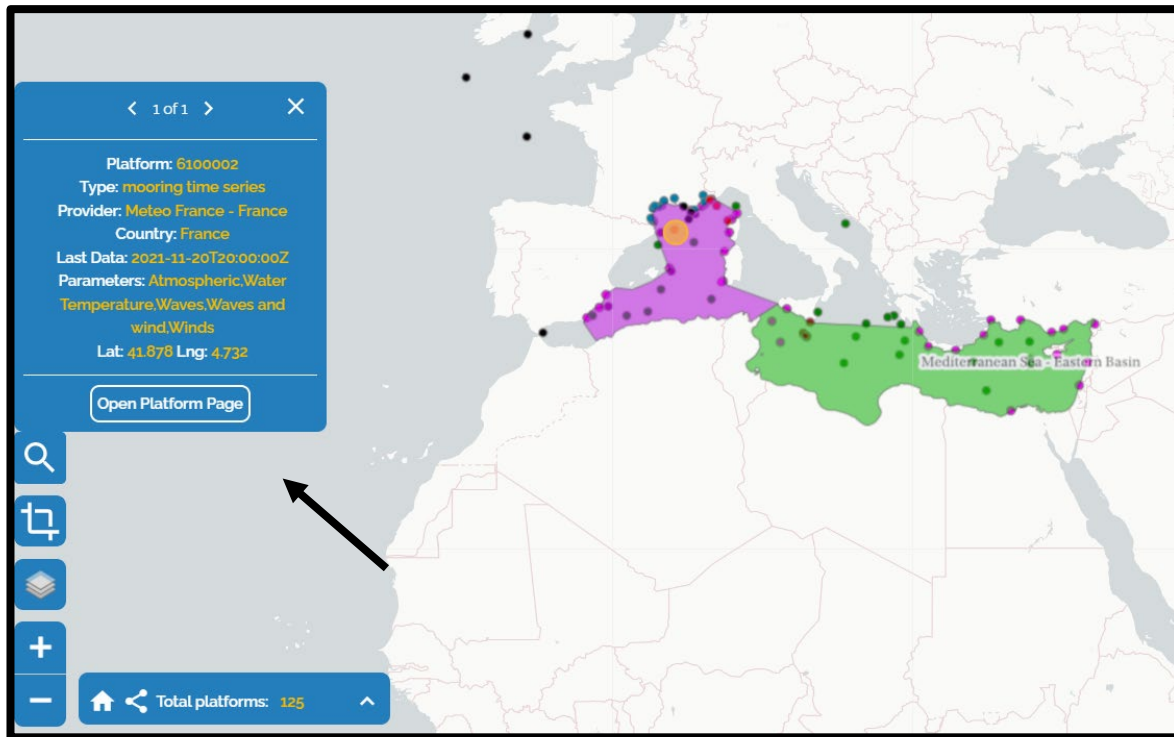 1 of 1
Platform: 6100002
Type: mooring time series
Provider: Meteo France - France
Country: France
Last Data: 2021-11-20T20:00:00Z
Parameters: Atmospheric,Water
Temperature,Waves,Waves and
wind,Winds
Lat: 41.878 Lng: 4.732
Open Platform Page
Mediterranean Sea - Eastern Basin
Total platforms: 125